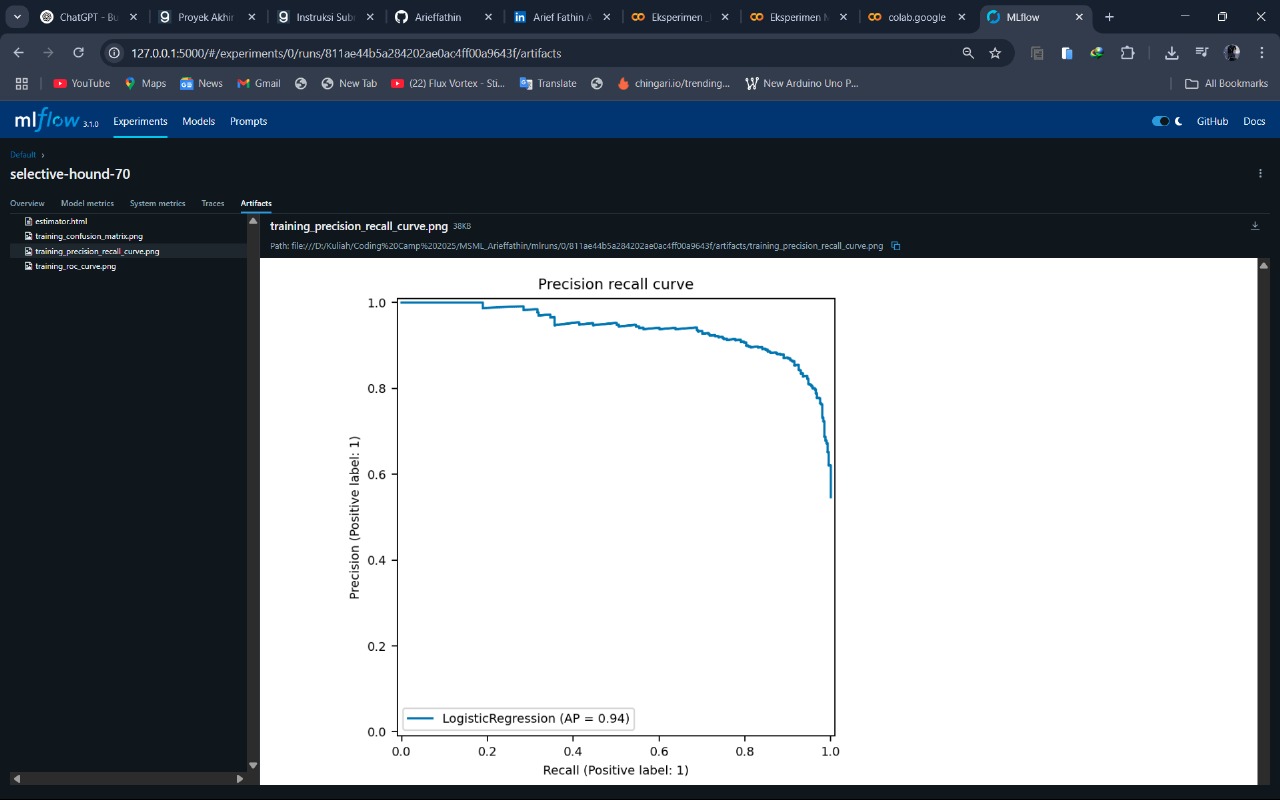 ChatGPT - Bu
Proyek Akhir
Instruksi Sub
Arieffathin
Arief Fathin A
Eksperimen_
Eksperimen M
colab.google
MLflow
127.0.0.1:5000/#/experiments/0/runs/811ae44b5a284202ae0ac4ff00a9643f/artifacts
YouTube
Maps
News
Gmail
New Tab
(22) Flux Vortex - Sti...
Translate
chingari.io/trending...
New Arduino Uno P...
All Bookmarks
mlflow 3.1.0
Experiments
Models
Prompts
GitHub
Docs
Default
selective-hound-70
Overview
Model metrics
System metrics
Traces
Artifacts
estimator.html
training_confusion_matrix.png
training_precision_recall_curve.png
training_roc_curve.png
training_precision_recall_curve.png 38KB
Path: file:///D:/Kuliah/Coding%20Camp%202025/MSML_Arieffathin/mlruns/0/811ae44b5a284202ae0ac4ff00a9643f/artifacts/training_precision_recall_curve.png
Precision recall curve
Precision (Positive label: 1)
1.0
0.8
0.6
0.4
0.2
0.0
LogisticRegression (AP = 0.94)
0.0 0.2 0.4 0.6 0.8 1.0
Recall (Positive label: 1)